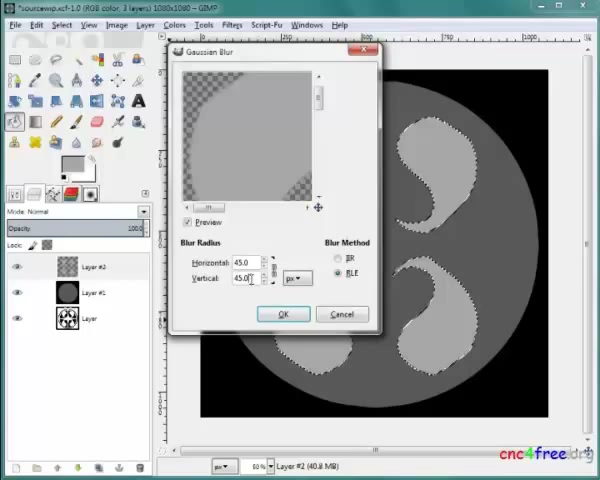 *sourcewip.xcf-1.0 (RGB color, 3 layers) 1080x1080 – GIMP
File Edit Select View Image Layer Colors Tools Filters Script-Fu Windows Help
Gaussian Blur
Preview
Blur Radius
Horizontal: 45.0
Vertical: 45.0
px
Blur Method
IIR
RLE
OK
Cancel
Mode: Normal
Opacity 100.0
Lock:
Layer #2
Layer #1
Layer
px 50% Layer #2 (40.8 MB)
cnc4free.org